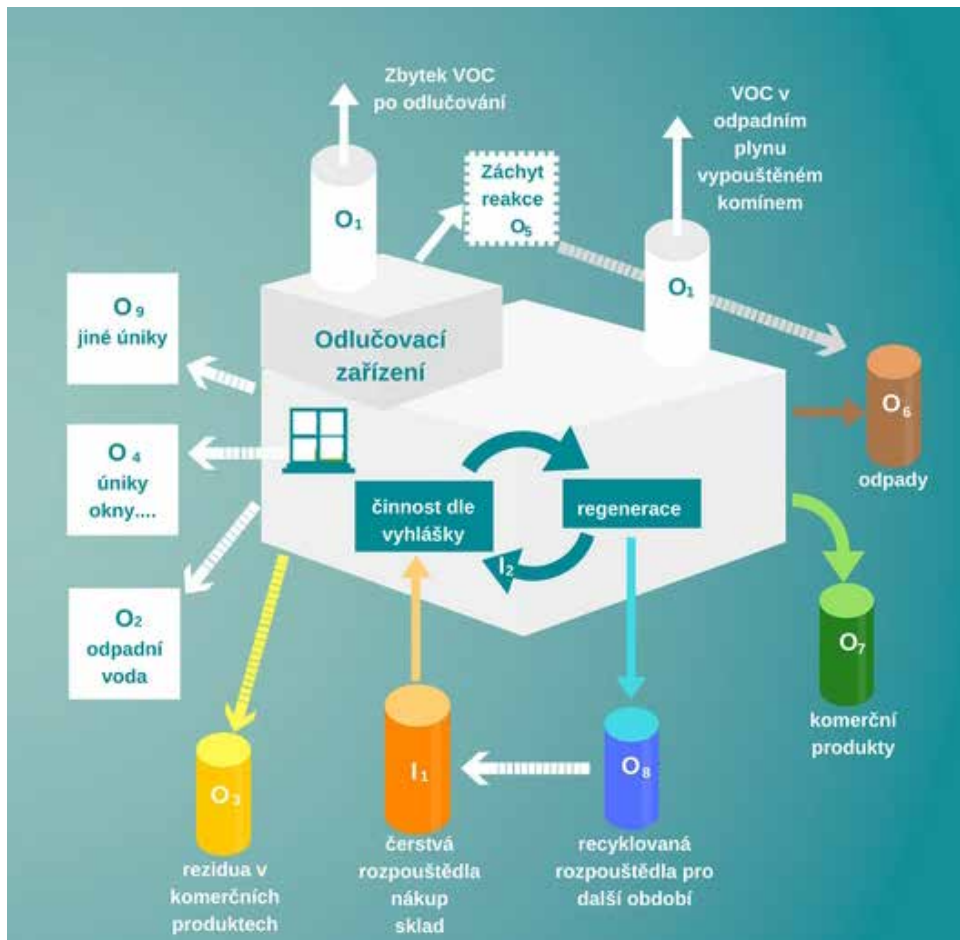 Zbytek VOC
po odlučování
VOC v
odpadním
plynu
vypouštěném
komínem
Záchyt
reakce
O5
O1
O1
O9
jiné úniky
Odlučovací
zařízení
O6
odpady
O4
úniky
okny....
činnost dle
vyhlášky
regenerace
I2
O2
odpadní
voda
O7
komerční
produkty
O3
rezidua v
komerčních
produktech
I1
čerstvá
rozpouštědla
nákup
sklad
O8
recyklovaná
rozpouštědla pro
další období